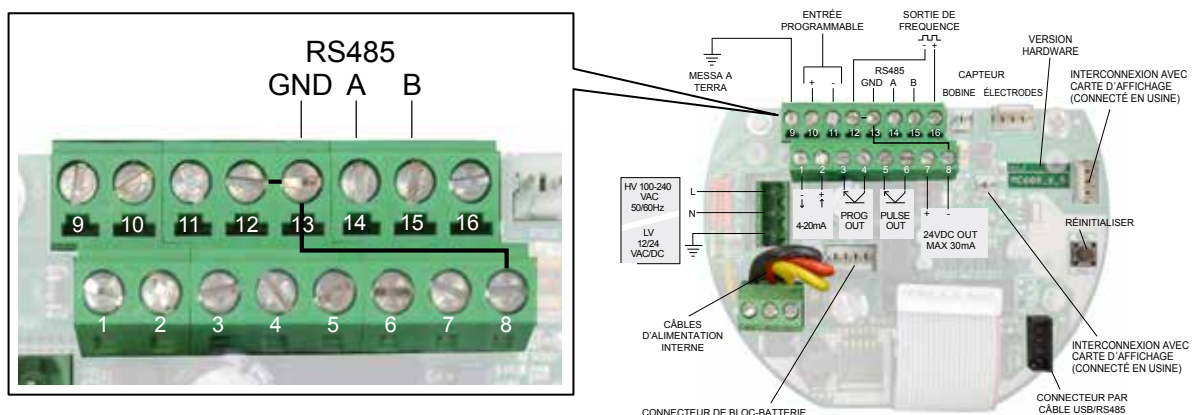 RS485
GND A B
9 10 11 12 13 14 15 16
1 2 3 4 5 6 7 8
ENTRÉE
PROGRAMMABLE
SORTIE DE
FREQUENCE
- +
MESSA A
TERRA
+ -
RS485
GND A B
CAPTEUR
BOBINE ÉLECTRODES
VERSION
HARDWARE
INTERCONNEXION AVEC
CARTE D'AFFICHAGE
(CONNECTÉ EN USINE)
9 10 11 12 13 14 15 16
1 2 3 4 5 6 7 8
HV 100-240
VAC
50/60Hz
LV
12/24
VAC/DC
L
N
- +
4-20mA
PROG
OUT
PULSE
OUT
+ -
24VDC OUT
MAX 30mA
RÉINITIALISER
CÂBLES
D'ALIMENTATION
INTERNE
INTERCONNEXION AVEC
CARTE D'AFFICHAGE
(CONNECTÉ EN USINE)
CONNECTEUR DE BLOC-BATTERIE
CONNECTEUR PAR
CÂBLE USB/RS485